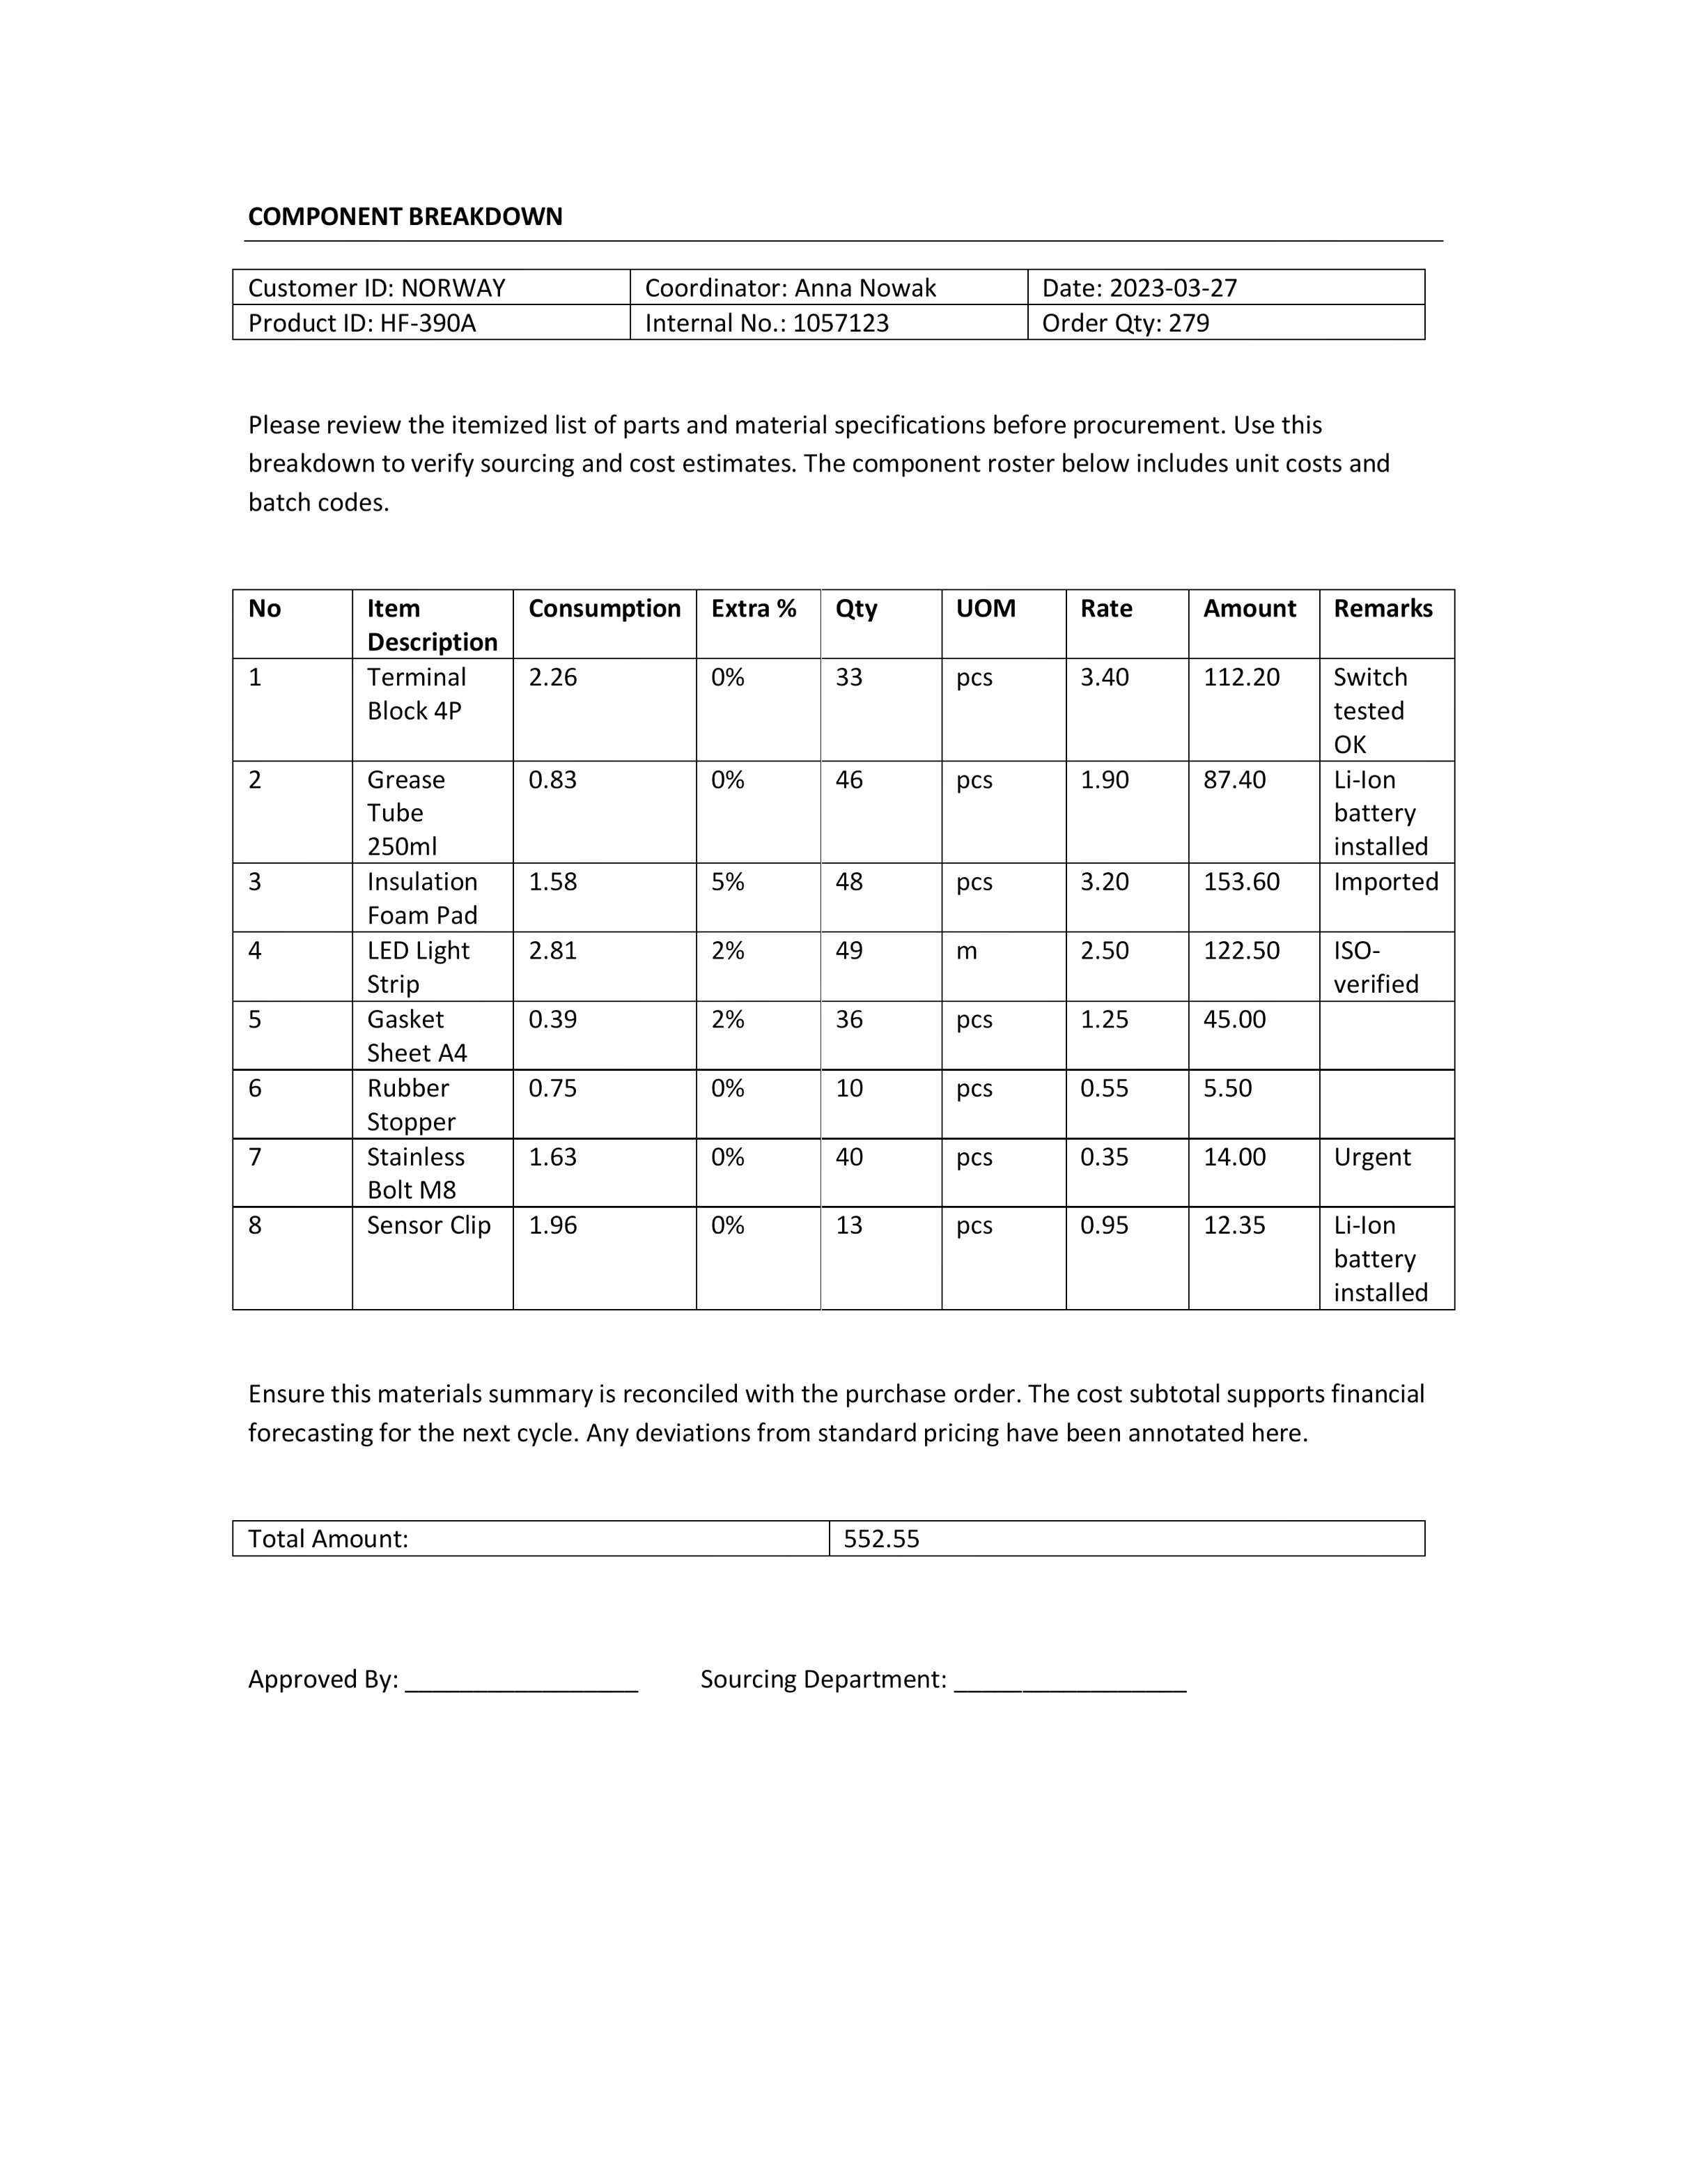 COMPONENT BREAKDOWN
Customer ID: NORWAY Coordinator: Anna Nowak Date: 2023-03-27
Product ID: HF-390A Internal No.: 1057123 Order Qty: 279
Please review the itemized list of parts and material specifications before procurement. Use this
breakdown to verify sourcing and cost estimates. The component roster below includes unit costs and
batch codes.
No Item Consumption Extra % Qty UOM Rate Amount Remarks
Description
1 Terminal 2.26 0% 33 pcs 3.40 112.20 Switch
Block 4P tested
OK
2 Grease 0.83 0% 46 pcs 1.90 87.40 Li-Ion
Tube battery
250ml installed
3 Insulation 1.58 5% 48 pcs 3.20 153.60 Imported
Foam Pad
4 LED Light 2.81 2% 49 m 2.50 122.50 ISO-
Strip verified
5 Gasket 0.39 2% 36 pcs 1.25 45.00
Sheet A4
6 Rubber 0.75 0% 10 pcs 0.55 5.50
Stopper
7 Stainless 1.63 0% 40 pcs 0.35 14.00 Urgent
Bolt M8
8 Sensor Clip 1.96 0% 13 pcs 0.95 12.35 Li-Ion
battery
installed
Ensure this materials summary is reconciled with the purchase order. The cost subtotal supports financial
forecasting for the next cycle. Any deviations from standard pricing have been annotated here.
Total Amount: 552.55
Approved By: _________________ Sourcing Department: _________________